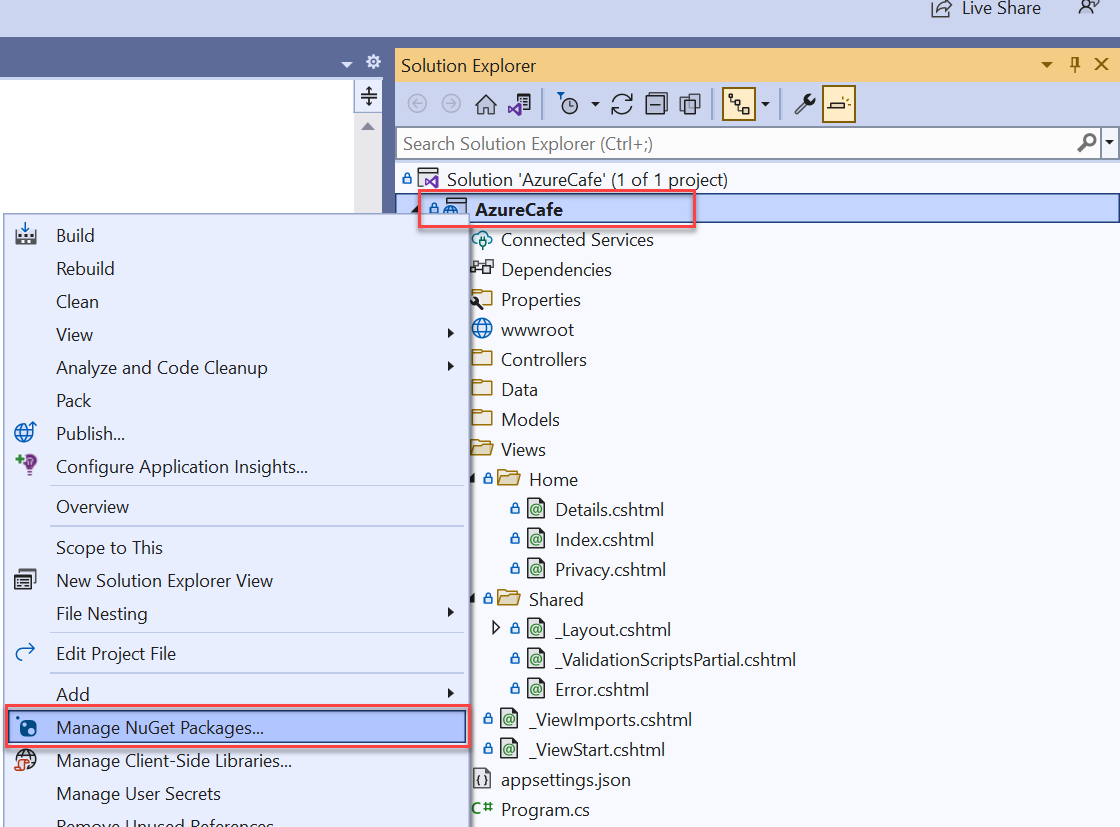 Live Share
Solution Explorer
Search Solution Explorer (Ctrl+;)
Solution 'AzureCafe' (1 of 1 project)
AzureCafe
Connected Services
Dependencies
Properties
wwwroot
Controllers
Data
Models
Views
Home
Details.cshtml
Index.cshtml
Privacy.cshtml
Shared
_Layout.cshtml
_ValidationScriptsPartial.cshtml
Error.cshtml
_ViewImports.cshtml
_ViewStart.cshtml
appsettings.json
C# Program.cs
Build
Rebuild
Clean
View
Analyze and Code Cleanup
Pack
Publish...
Configure Application Insights...
Overview
Scope to This
New Solution Explorer View
File Nesting
Edit Project File
Add
Manage NuGet Packages...
Manage Client-Side Libraries...
Manage User Secrets
Remove Unused References